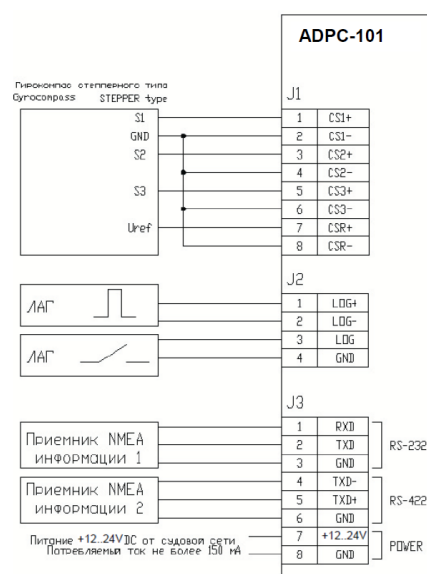 ADPC-101
Гирокомпас степперного типа
Gyrocompass STEPPER type
J1
S1 1 CS1+
GND 2 CS1-
S2 3 CS2+
4 CS2-
S3 5 CS3+
6 CS3-
Uref 7 CSR+
8 CSR-
J2
ЛАГ 1 LOG+
2 LOG-
ЛАГ 3 LOG
4 GND
J3
Приемник NMEA
информации 1
1 RXD
2 TXD
3 GND
RS-232
Приемник NMEA
информации 2
4 TXD-
5 TXD+
6 GND
RS-422
Питание +12..24VDC от судовой сети
Потребляемый ток не более 150 мА
7 +12..24V
8 GND
POWER